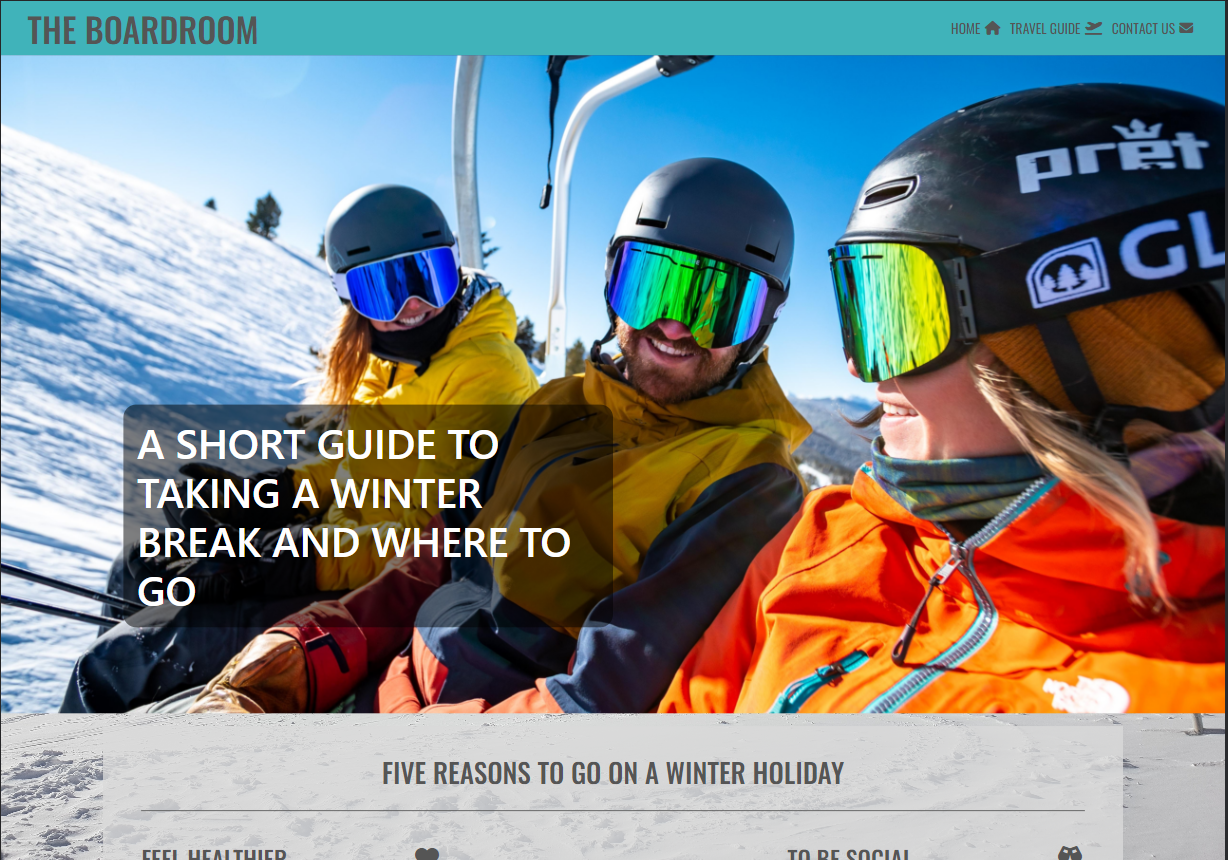 THE BOARDROOM
HOME
TRAVEL GUIDE
CONTACT US
pret
GL
A SHORT GUIDE TO
TAKING A WINTER
BREAK AND WHERE TO
GO
FIVE REASONS TO GO ON A WINTER HOLIDAY
FEEL HEALTHIER
TO BE SOCIAL